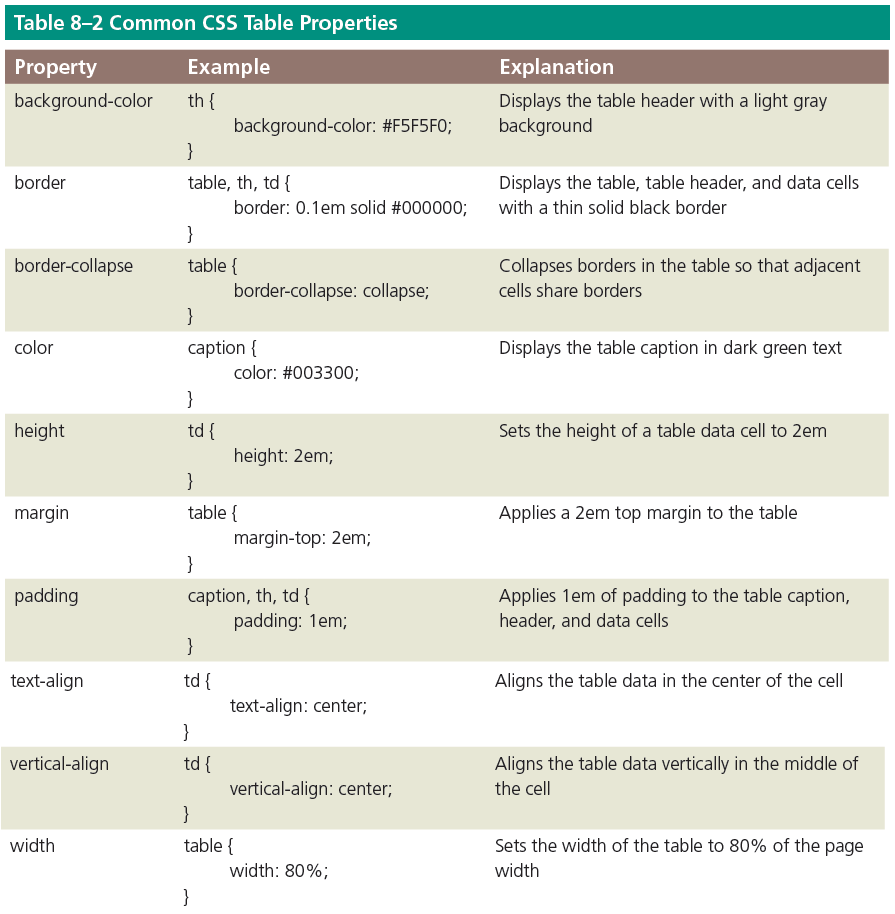 Table 8–2 Common CSS Table Properties
Property Example Explanation
background-color th { Displays the table header with a light gray
background-color: #F5F5F0; background
}
border table, th, td { Displays the table, table header, and data cells
border: 0.1em solid #000000; with a thin solid black border
}
border-collapse table { Collapses borders in the table so that adjacent
border-collapse: collapse; cells share borders
}
color caption { Displays the table caption in dark green text
color: #003300;
}
height td { Sets the height of a table data cell to 2em
height: 2em;
}
margin table { Applies a 2em top margin to the table
margin-top: 2em;
}
padding caption, th, td { Applies 1em of padding to the table caption,
padding: 1em; header, and data cells
}
text-align td { Aligns the table data in the center of the cell
text-align: center;
}
vertical-align td { Aligns the table data vertically in the middle of
vertical-align: center; the cell
}
width table { Sets the width of the table to 80% of the page
width: 80%; width
}